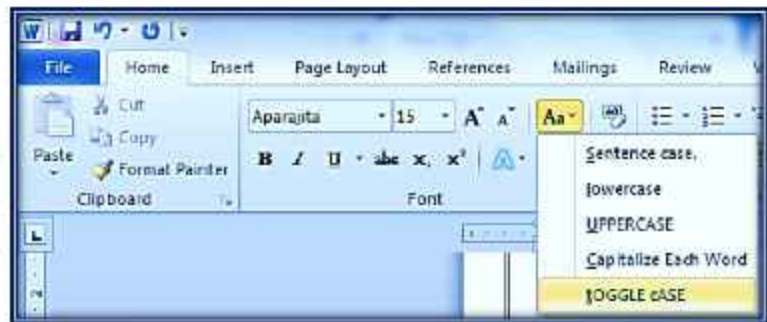 W
File Home Insert Page Layout References Mailings Review
Cut
Copy
Paste
Format Painter
Clipboard
Aparajita 15 A A Aa
B I U abc x, x² A
Font
Sentence case.
lowercase
UPPERCASE
Capitalize Each Word
tOGGLE cASE
L